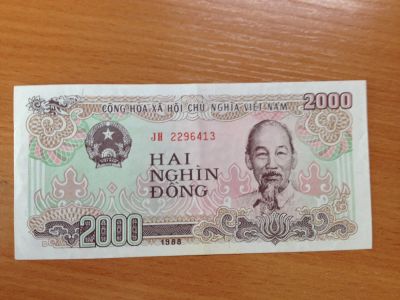 CỘNG HÒA XÃ HỘI CHỦ NGHĨA VIỆT NAM
2000
JH 2296413
HAI
NGHÌN
ĐỒNG
2000
1988